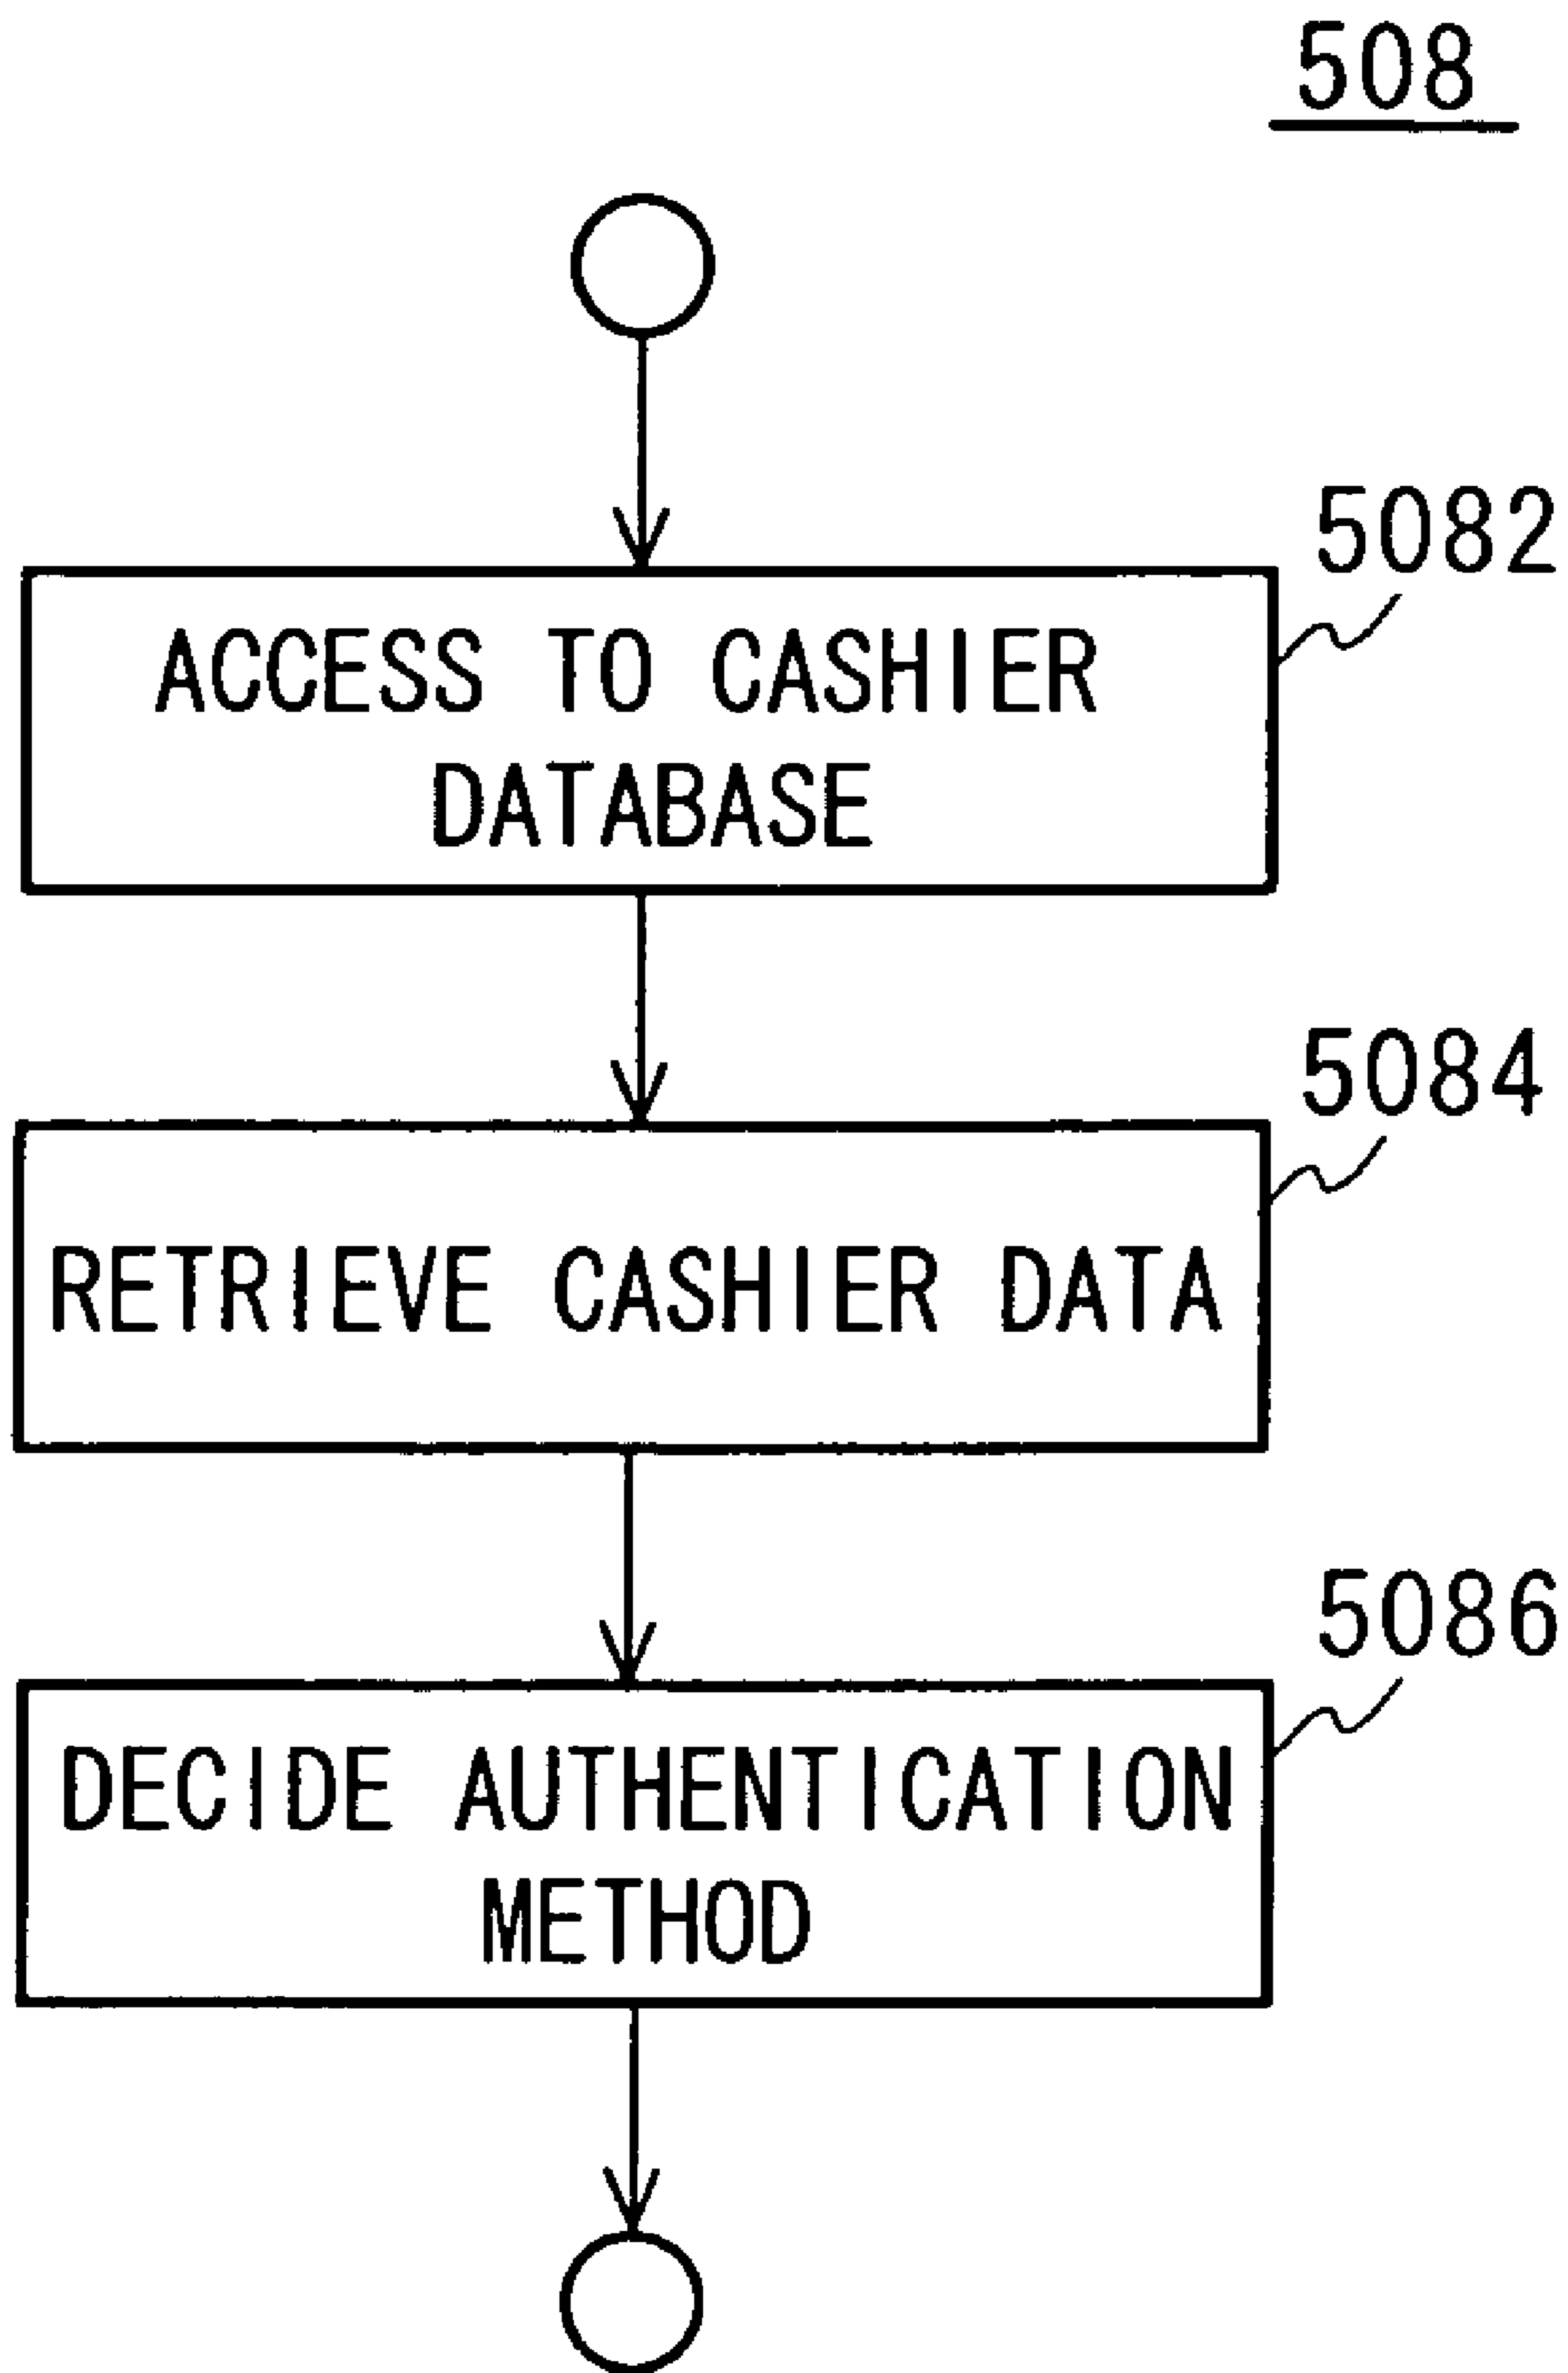 508
5082
ACCESS TO CASHIER
DATABASE
5084
RETRIEVE CASHIER DATA
5086
DECIDE AUTHENTICATION
METHOD